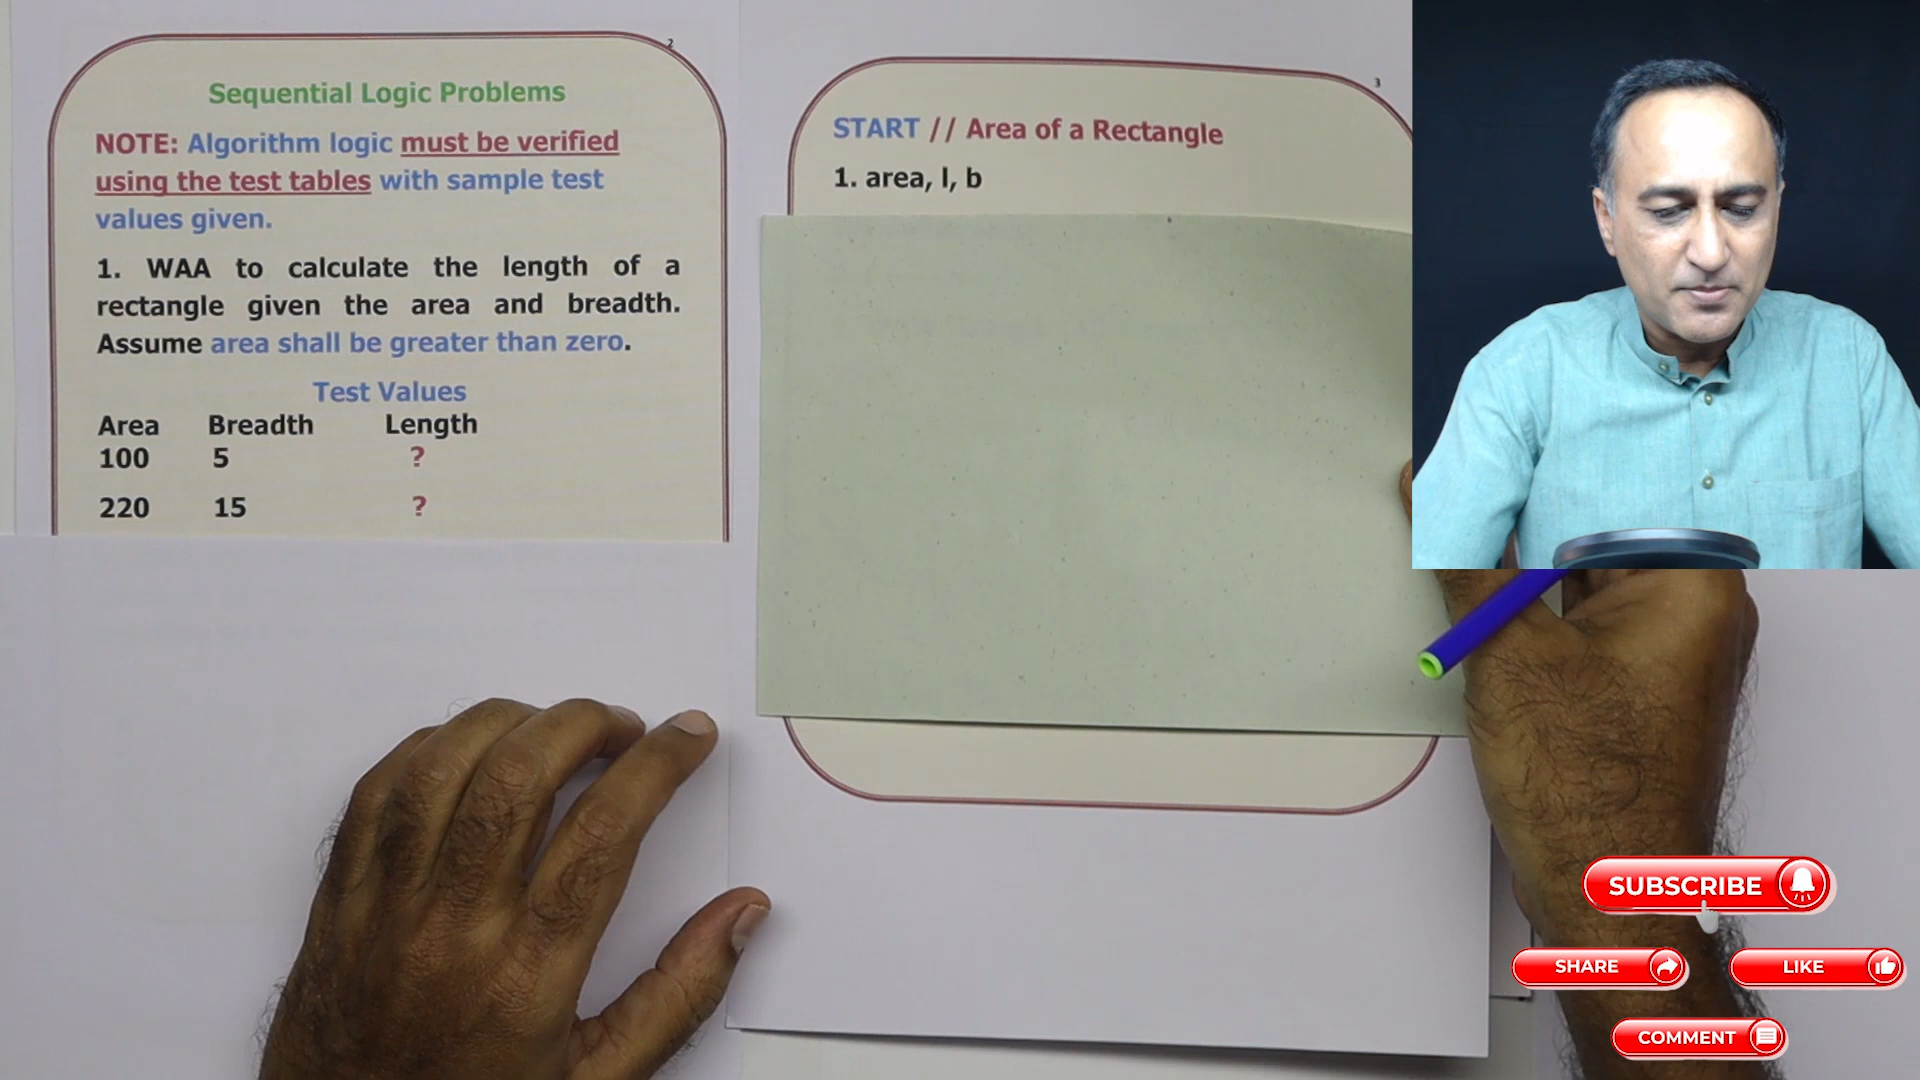 2
Sequential Logic Problems
NOTE: Algorithm logic must be verified
using the test tables with sample test
values given.
1. WAA to calculate the length of a
rectangle given the area and breadth.
Assume area shall be greater than zero.
Test Values
Area Breadth Length
100 5 ?
220 15 ?
3
START // Area of a Rectangle
1. area, l, b
SUBSCRIBE
SHARE
LIKE
COMMENT